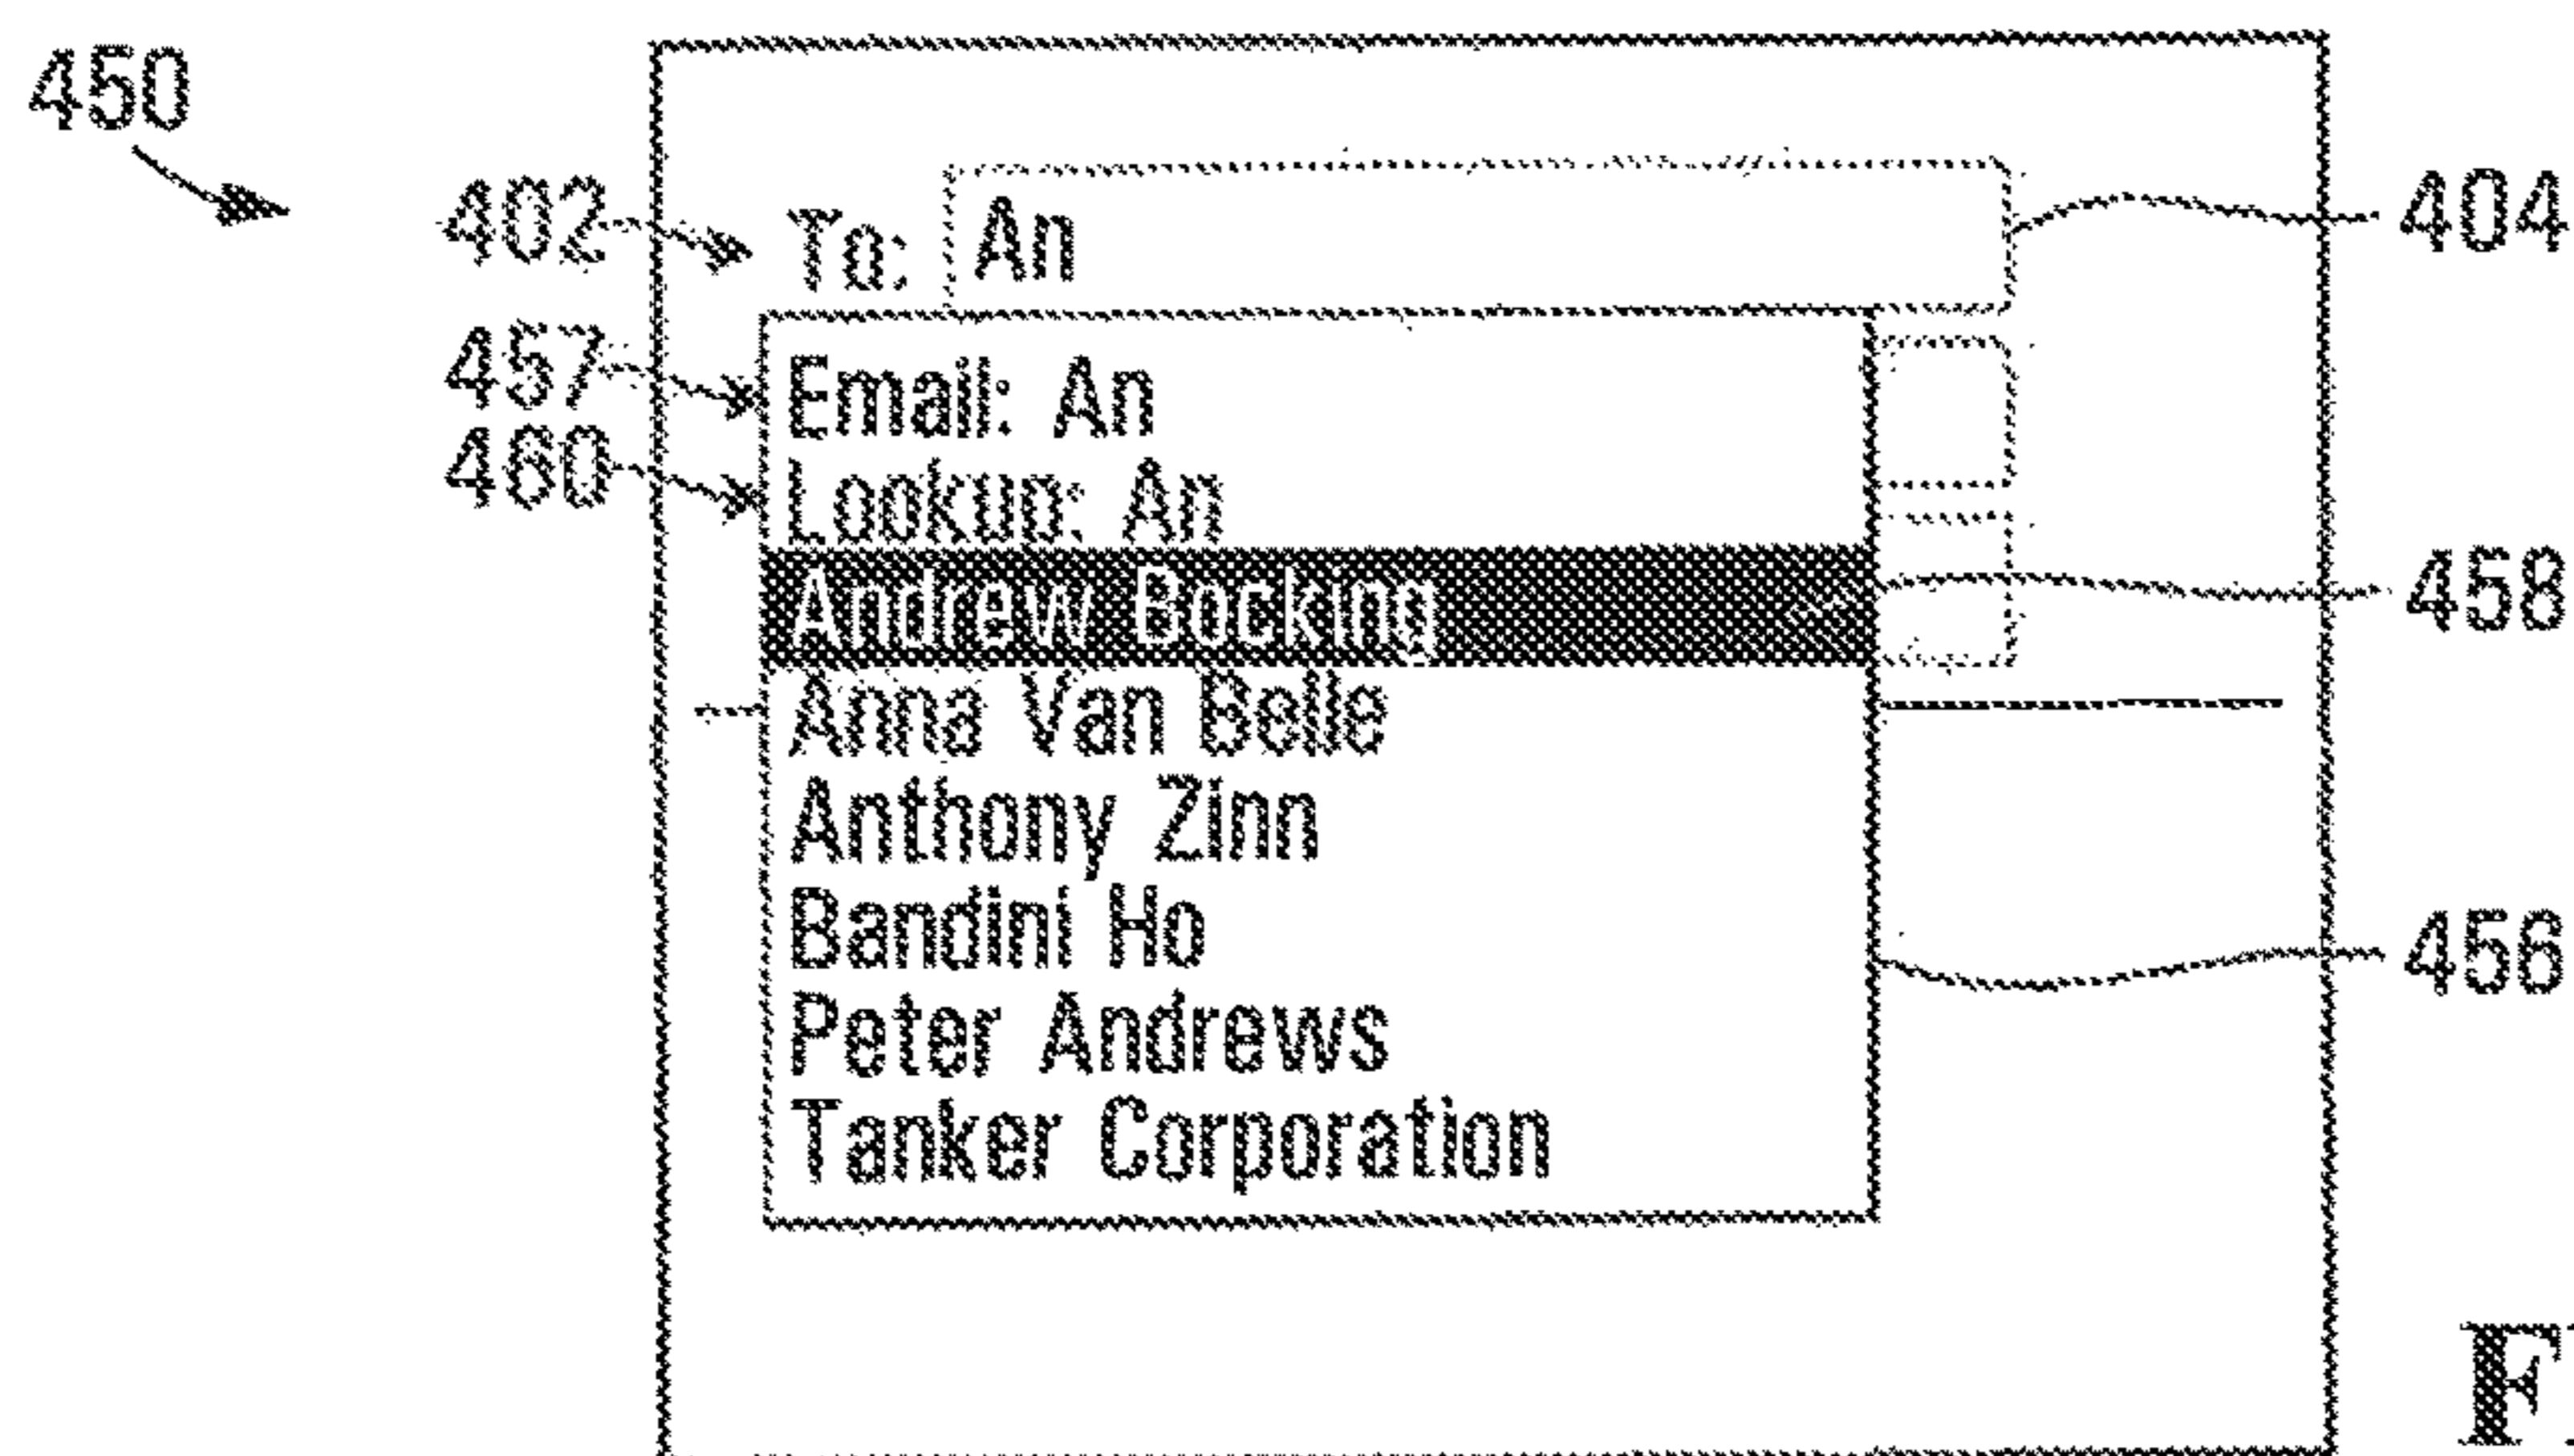 450
402 To: An 404
457 Email: An
460 Lookup: An
Andrew Bocking 458
Anna Van Belle
Anthony Zinn
Bandini Ho 456
Peter Andrews
Tanker Corporation
F